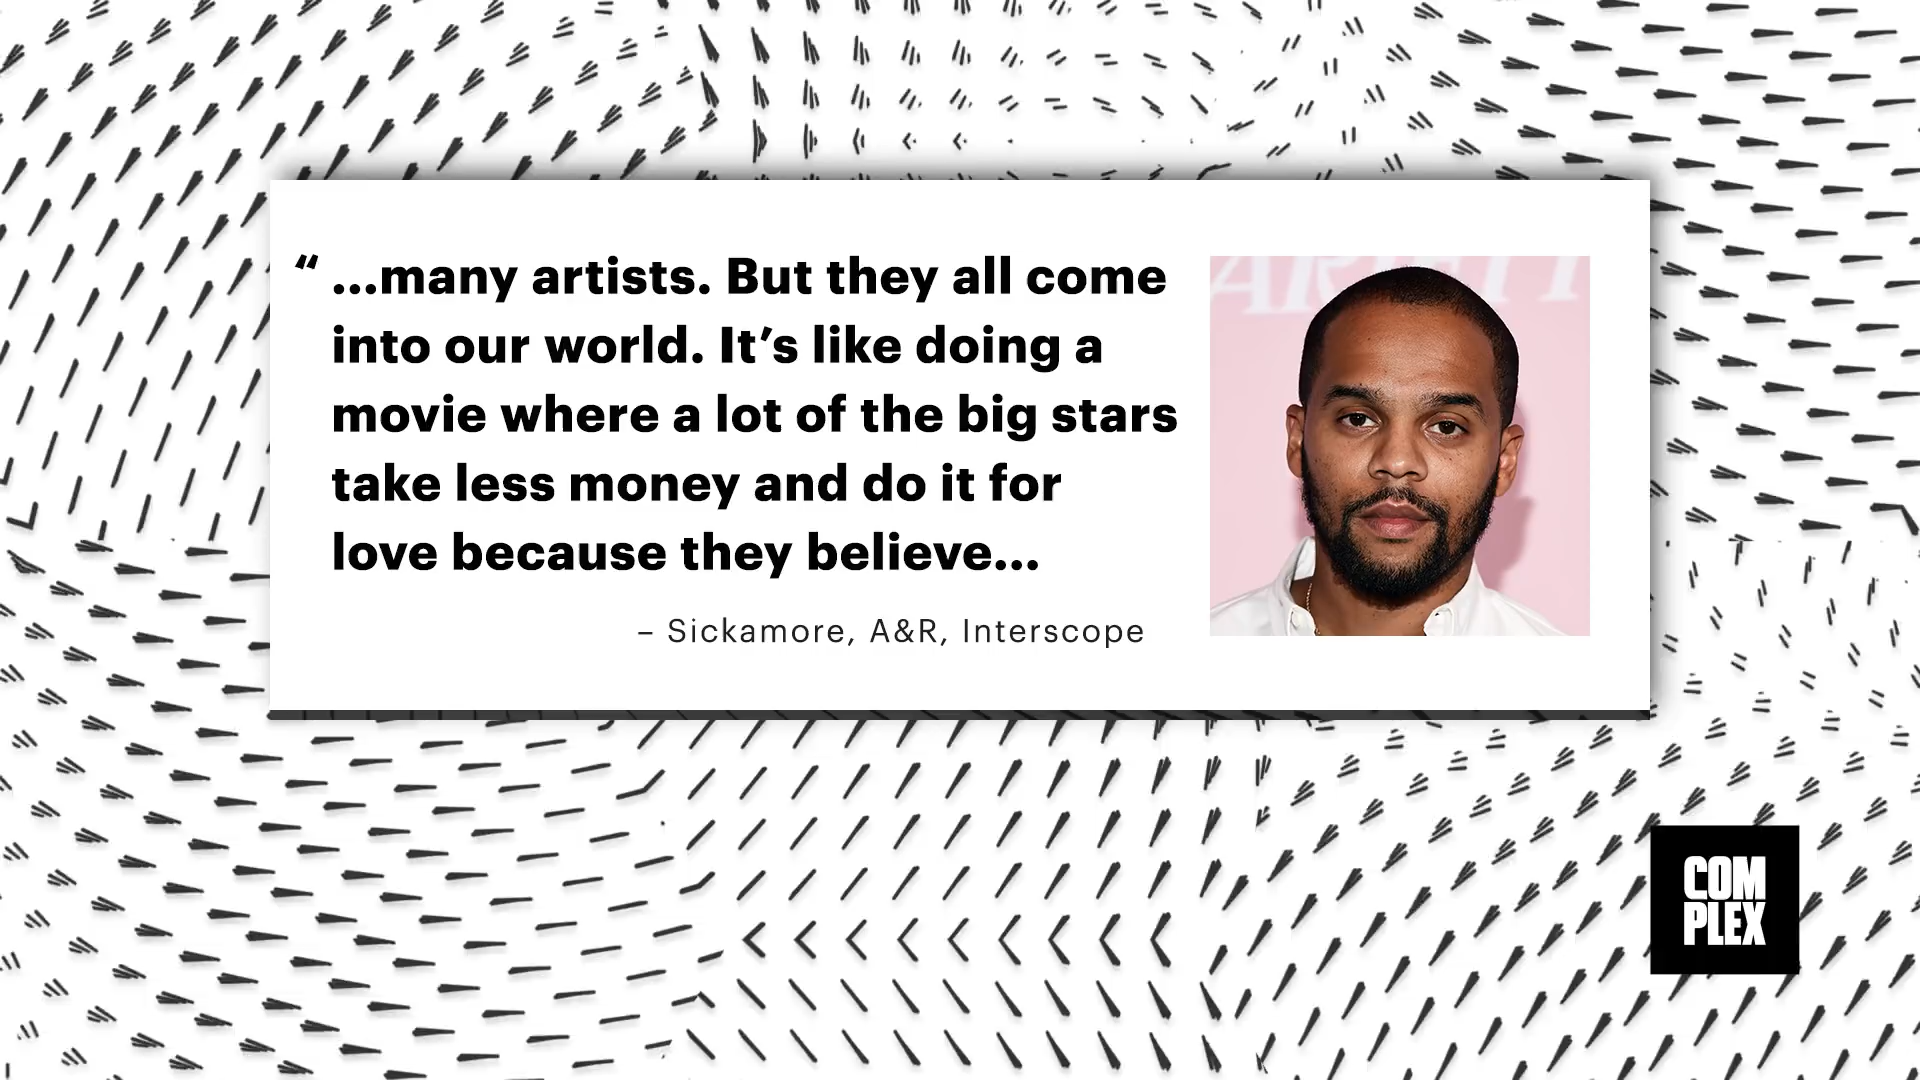 “ ...many artists. But they all come
into our world. It’s like doing a
movie where a lot of the big stars
take less money and do it for
love because they believe...
– Sickamore, A&R, Interscope
VARIETY
COM
PLEX